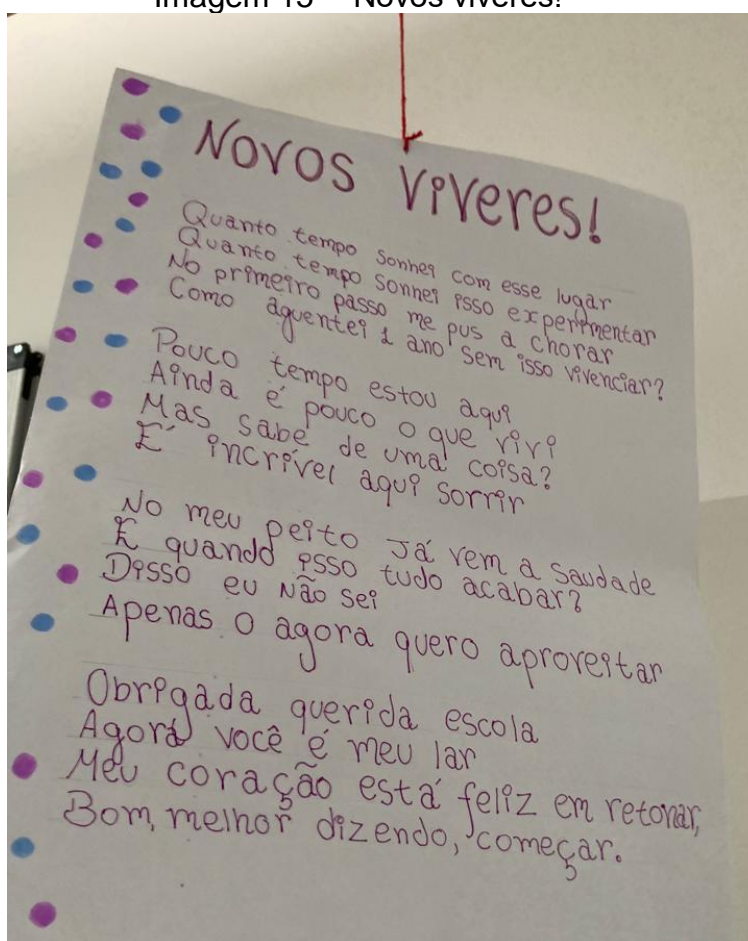 Imagem 15 – Novos viveres!
Novos Viveres!
Quanto tempo sonhei com esse lugar
Quanto tempo sonhei isso experimentar
No primeiro passo me pus a chorar
Como aguentei 1 ano sem isso vivenciar?
Pouco tempo estou aqui
Ainda é pouco o que vivi
Mas sabe de uma coisa?
É incrível aqui sorrir
No meu peito Já vem a saudade
E quando isso tudo acabar?
Disso eu Não sei
Apenas o agora quero aproveitar
Obrigada querida escola
Agora você é meu lar
Meu coração está feliz em retonar,
Bom, melhor dizendo, começar.